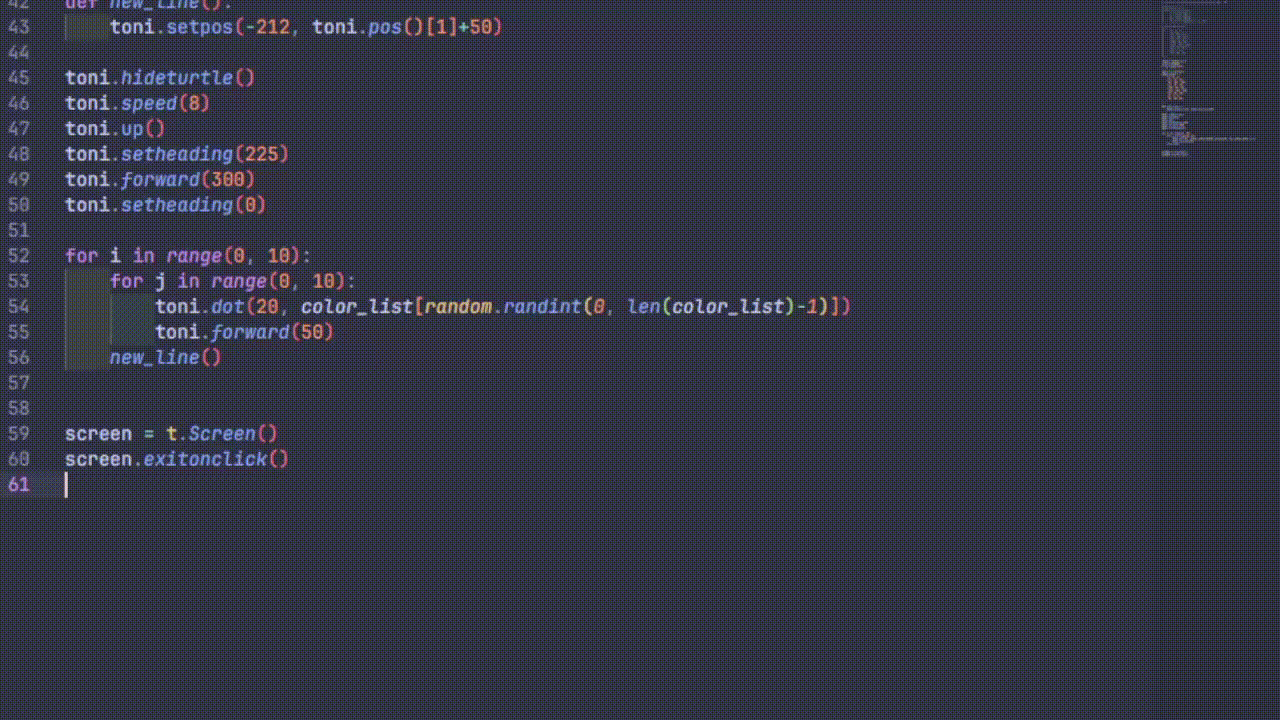 42 def new_line():
43 toni.setpos(-212, toni.pos()[1]+50)
44
45 toni.hideturtle()
46 toni.speed(8)
47 toni.up()
48 toni.setheading(225)
49 toni.forward(300)
50 toni.setheading(0)
51
52 for i in range(0, 10):
53 for j in range(0, 10):
54 toni.dot(20, color_list[random.randint(0, len(color_list)-1)])
55 toni.forward(50)
56 new_line()
57
58
59 screen = t.Screen()
60 screen.exitonclick()
61